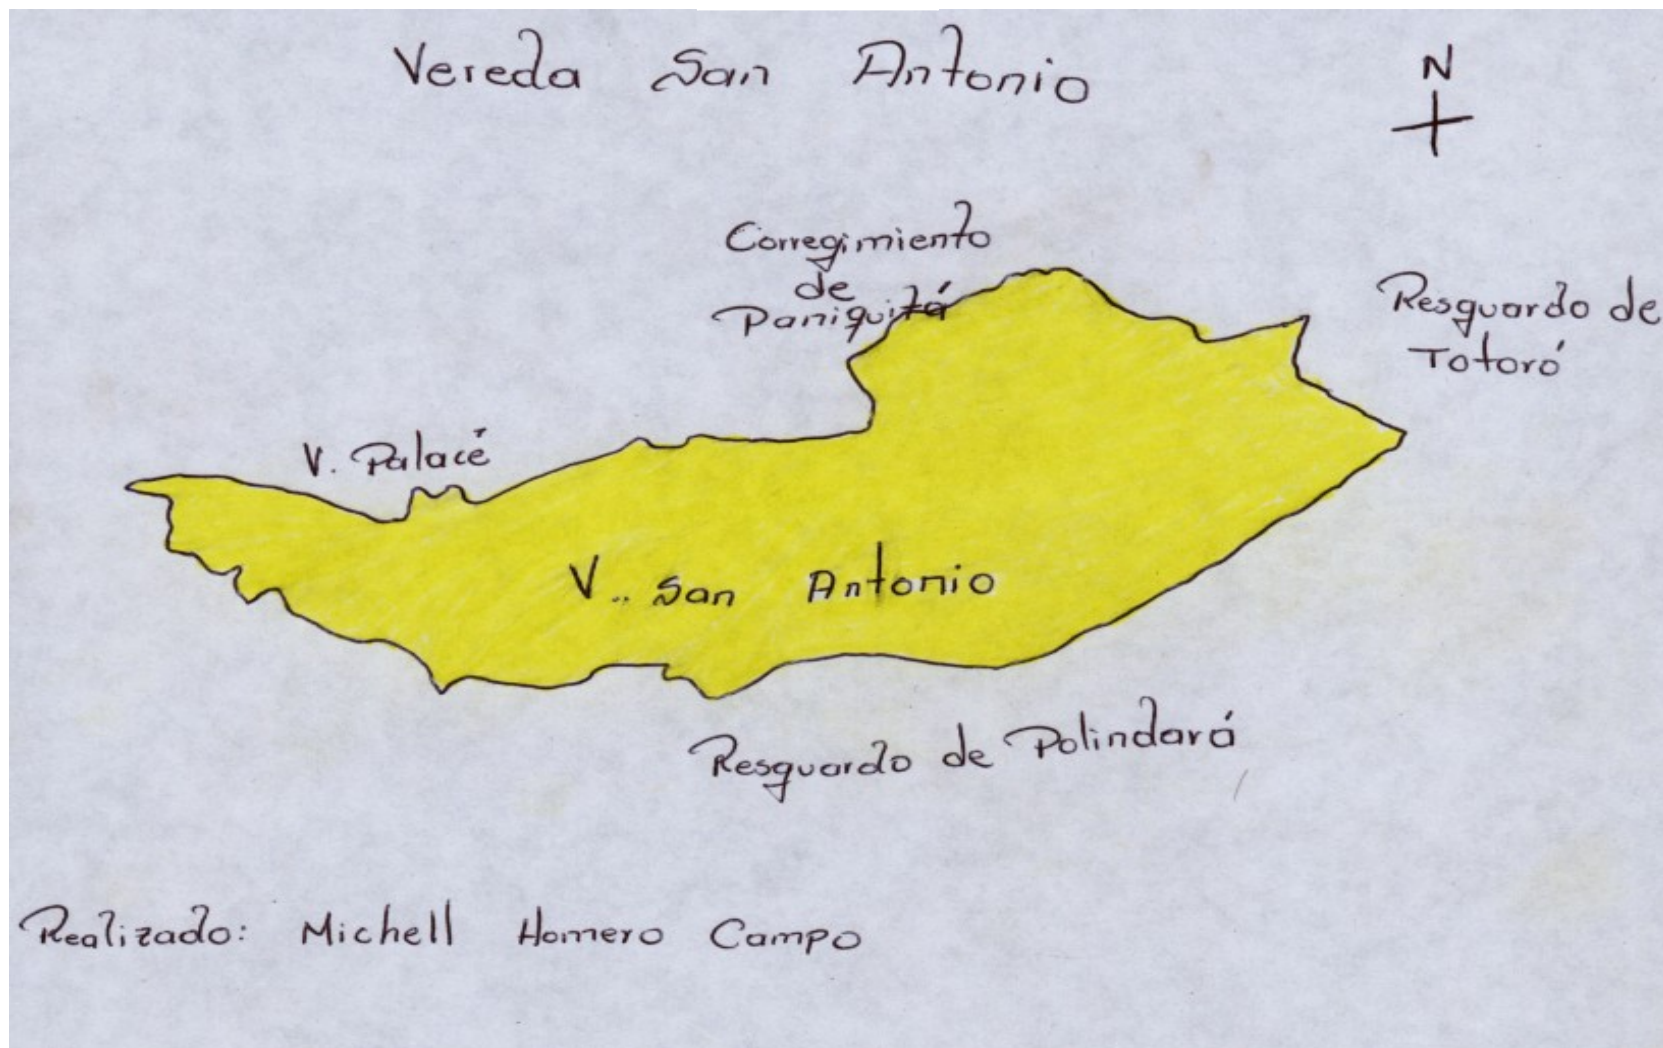 Vereda San Antonio
N
Corregimiento
de
Paniquitá
Resguardo de
Totoró
V. Palacé
V.. San Antonio
Resguardo de Polindará
Realizado: Michell Homero Campo